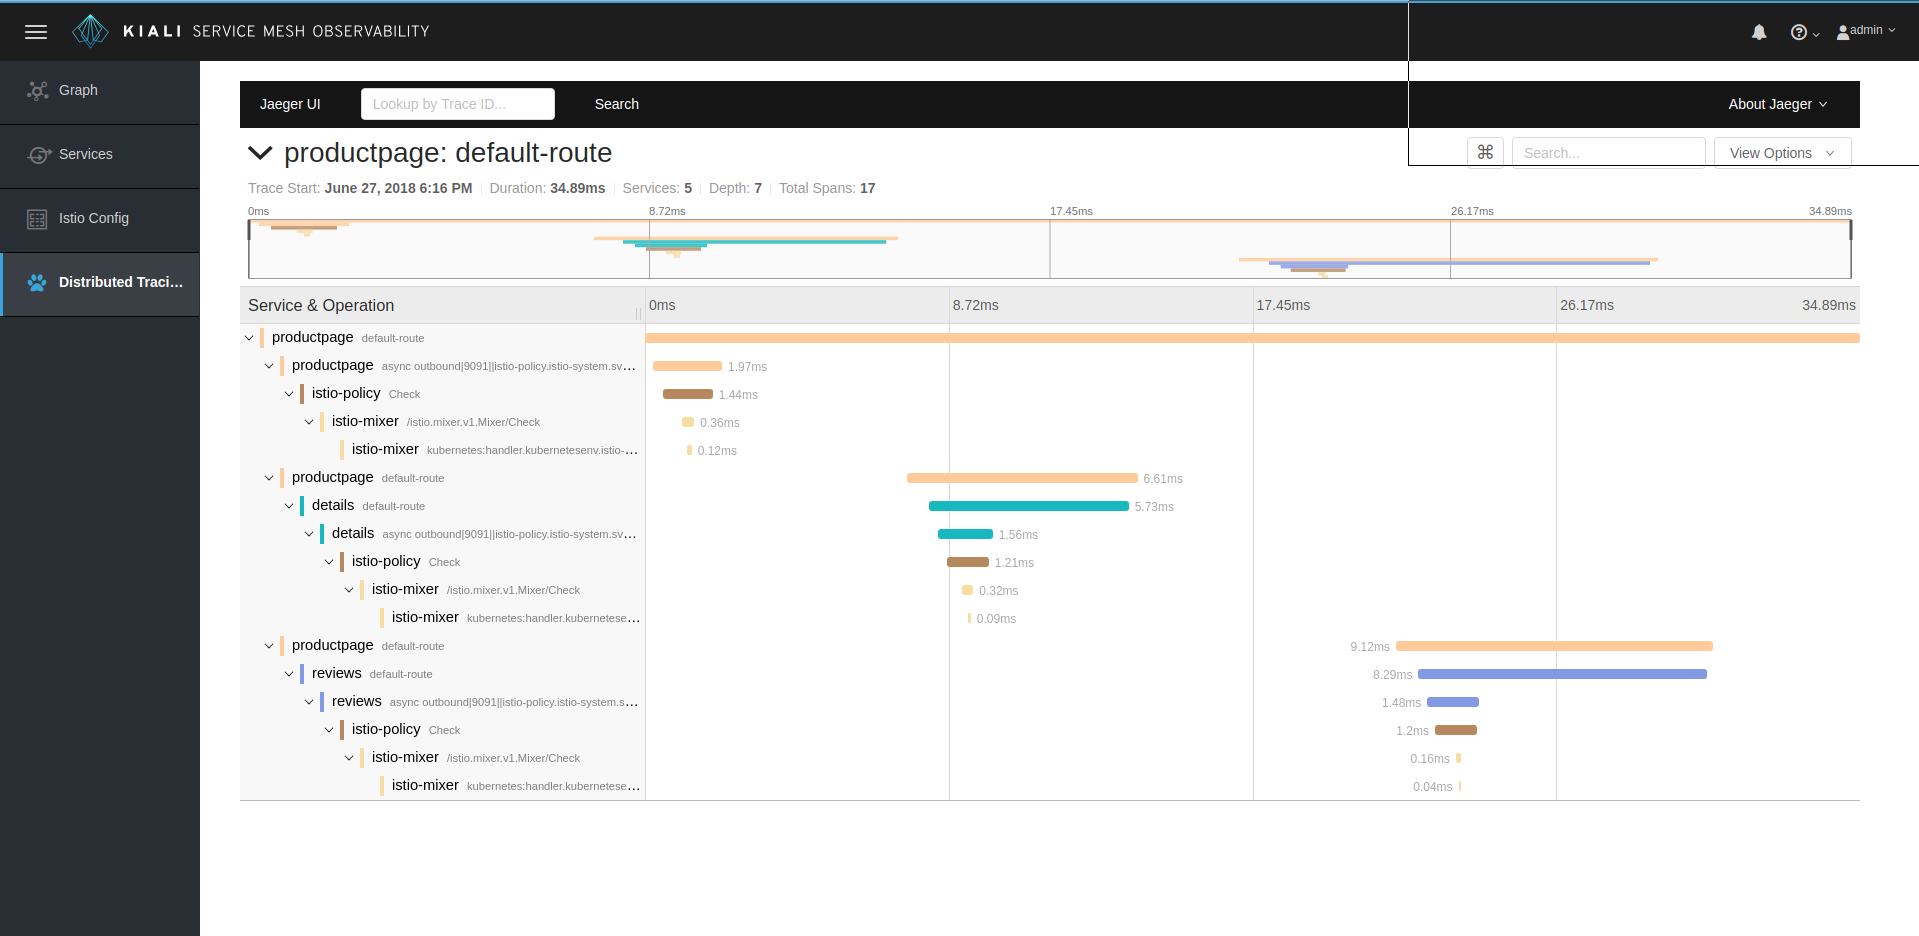 KIALI SERVICE MESH OBSERVABILITY
admin
Graph
Services
Istio Config
Distributed Traci...
Jaeger UI Lookup by Trace ID... Search About Jaeger
productpage: default-route
⌘ Search... View Options
Trace Start: June 27, 2018 6:16 PM Duration: 34.89ms Services: 5 Depth: 7 Total Spans: 17
0ms 8.72ms 17.45ms 26.17ms 34.89ms
Service & Operation 0ms 8.72ms 17.45ms 26.17ms 34.89ms
productpage default-route
productpage async outbound|9091||istio-policy.istio-system.sv... 1.97ms
istio-policy Check 1.44ms
istio-mixer /istio.mixer.v1.Mixer/Check 0.36ms
istio-mixer kubernetes:handler.kubernetesenv.istio-... 0.12ms
productpage default-route 6.61ms
details default-route 5.73ms
details async outbound|9091||istio-policy.istio-system.sv... 1.56ms
istio-policy Check 1.21ms
istio-mixer /istio.mixer.v1.Mixer/Check 0.32ms
istio-mixer kubernetes:handler.kubernetese... 0.09ms
productpage default-route 9.12ms
reviews default-route 8.29ms
reviews async outbound|9091||istio-policy.istio-system.s... 1.48ms
istio-policy Check 1.2ms
istio-mixer /istio.mixer.v1.Mixer/Check 0.16ms
istio-mixer kubernetes:handler.kubernetese... 0.04ms